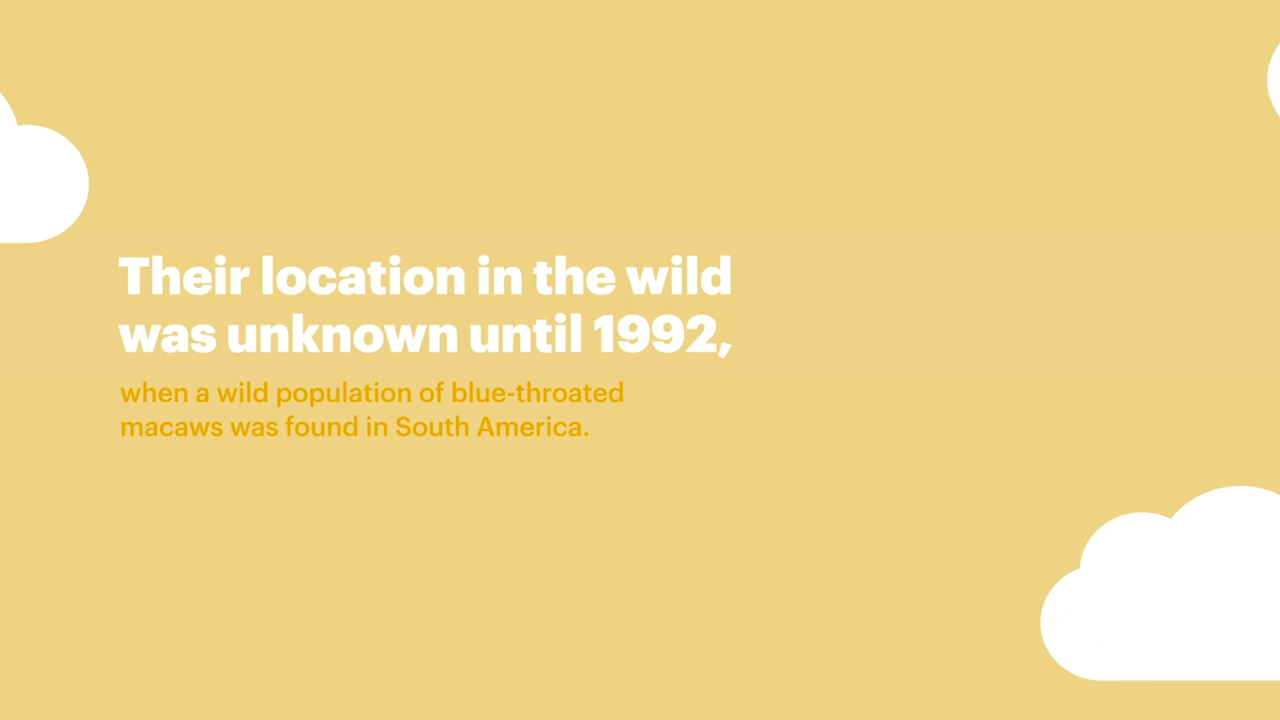 Their location in the wild
was unknown until 1992,
when a wild population of blue-throated
macaws was found in South America.